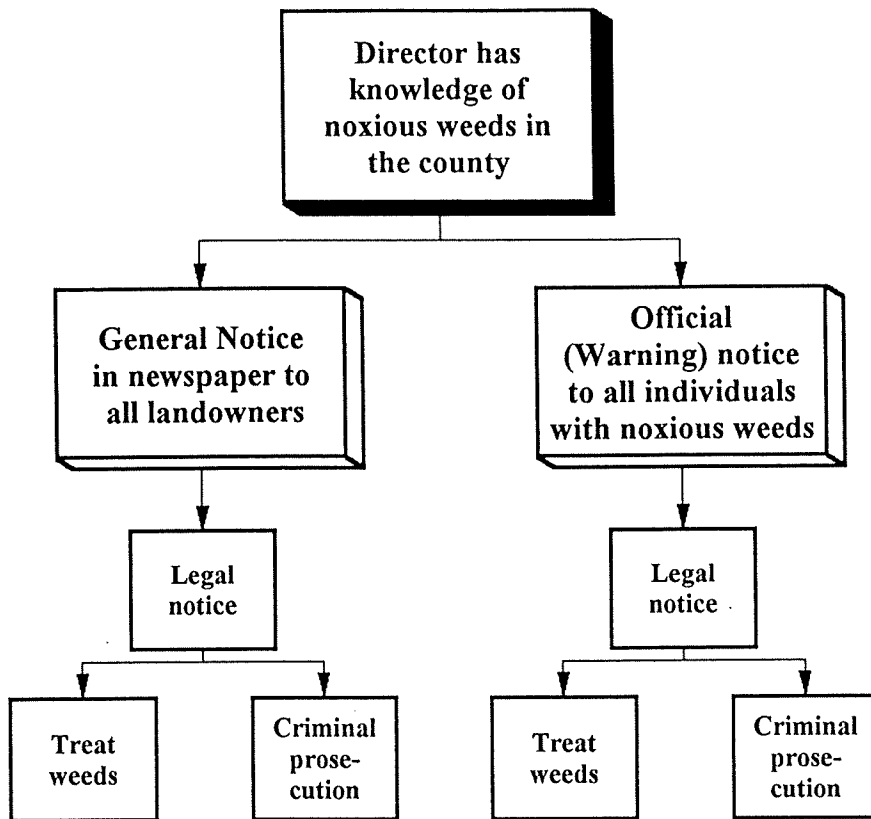 Director has
knowledge of
noxious weeds in
the county
General Notice
in newspaper to
all landowners
Official
(Warning) notice
to all individuals
with noxious weeds
Legal
notice
Legal
notice
Treat
weeds
Criminal
prose-
cution
Treat
weeds
Criminal
prose-
cution